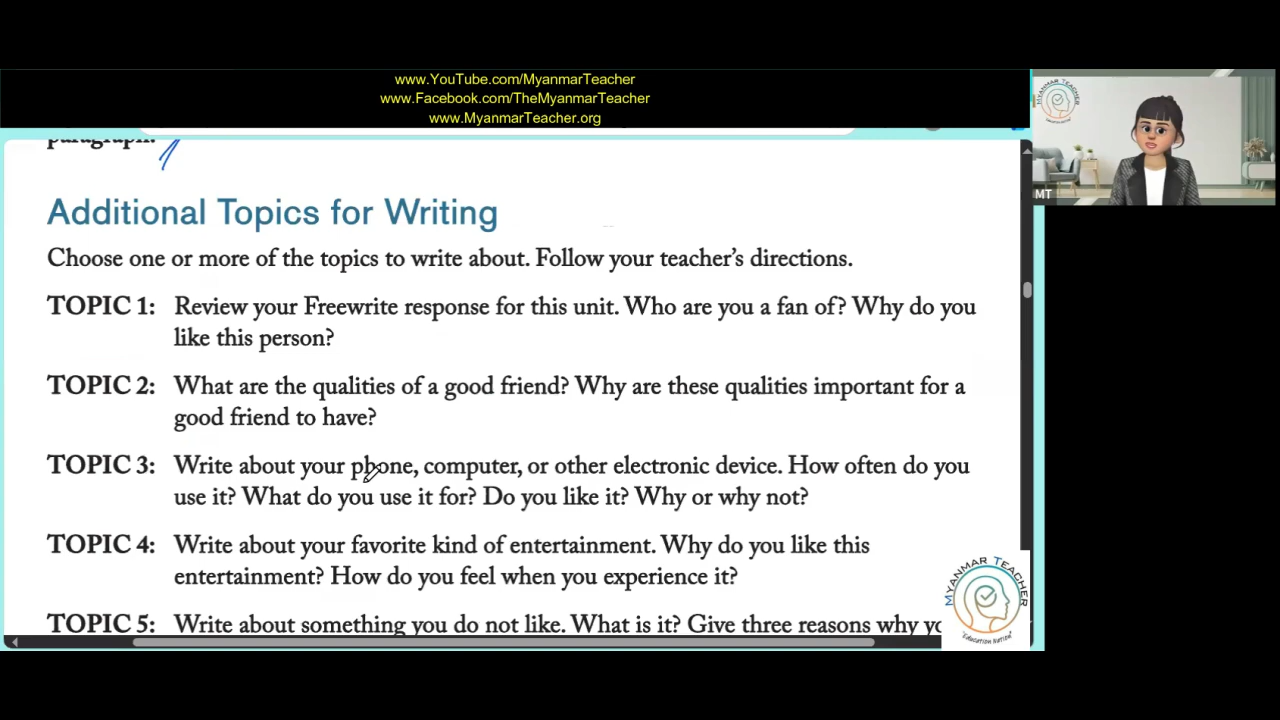 www.YouTube.com/MyanmarTeacher
www.Facebook.com/TheMyanmarTeacher
www.MyanmarTeacher.org
MYANMAR TEACHER
MT
paragraph.
Additional Topics for Writing
Choose one or more of the topics to write about. Follow your teacher's directions.
TOPIC 1: Review your Freewrite response for this unit. Who are you a fan of? Why do you
like this person?
TOPIC 2: What are the qualities of a good friend? Why are these qualities important for a
good friend to have?
TOPIC 3: Write about your phone, computer, or other electronic device. How often do you
use it? What do you use it for? Do you like it? Why or why not?
TOPIC 4: Write about your favorite kind of entertainment. Why do you like this
entertainment? How do you feel when you experience it?
TOPIC 5: Write about something you do not like. What is it? Give three reasons why
MYANMAR TEACHER
"Education Nation"